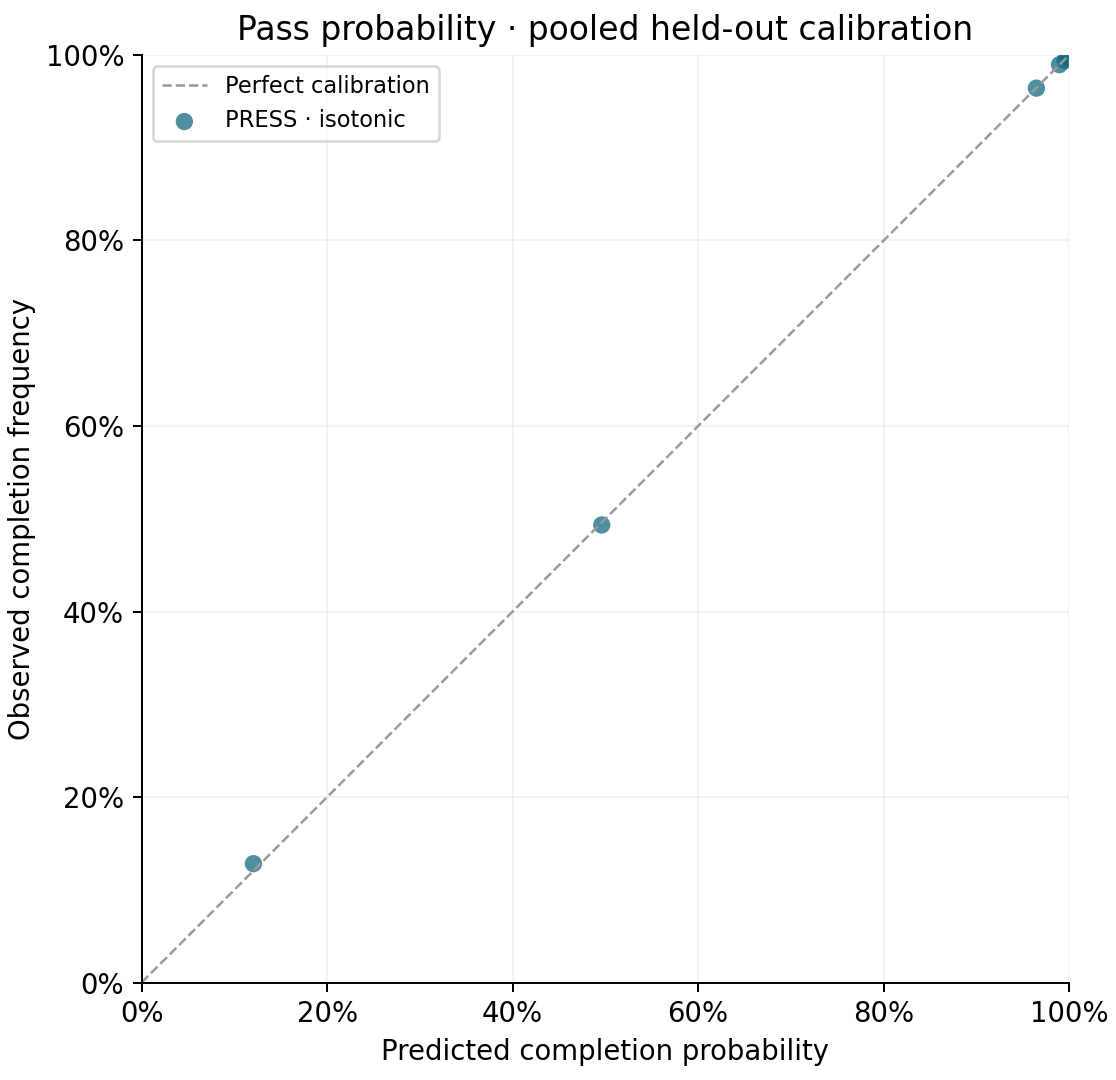 Pass probability · pooled held-out calibration
Perfect calibration
PRESS · isotonic
Observed completion frequency
100%
80%
60%
40%
20%
0%
0% 20% 40% 60% 80% 100%
Predicted completion probability